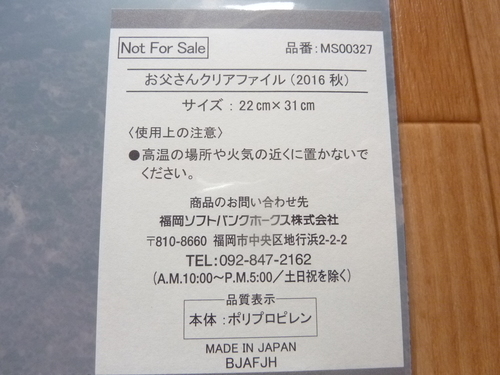 Not For Sale 品番:MS00327
お父さんクリアファイル(2016 秋)
サイズ:22cm×31cm
〈使用上の注意〉
●高温の場所や火気の近くに置かないで
ください。
商品のお問い合わせ先
福岡ソフトバンクホークス株式会社
〒810-8660 福岡市中央区地行浜2-2-2
TEL:092-847-2162
(A.M.10:00~P.M.5:00/土日祝を除く)
品質表示
本体:ポリプロピレン
MADE IN JAPAN
BJAFJH